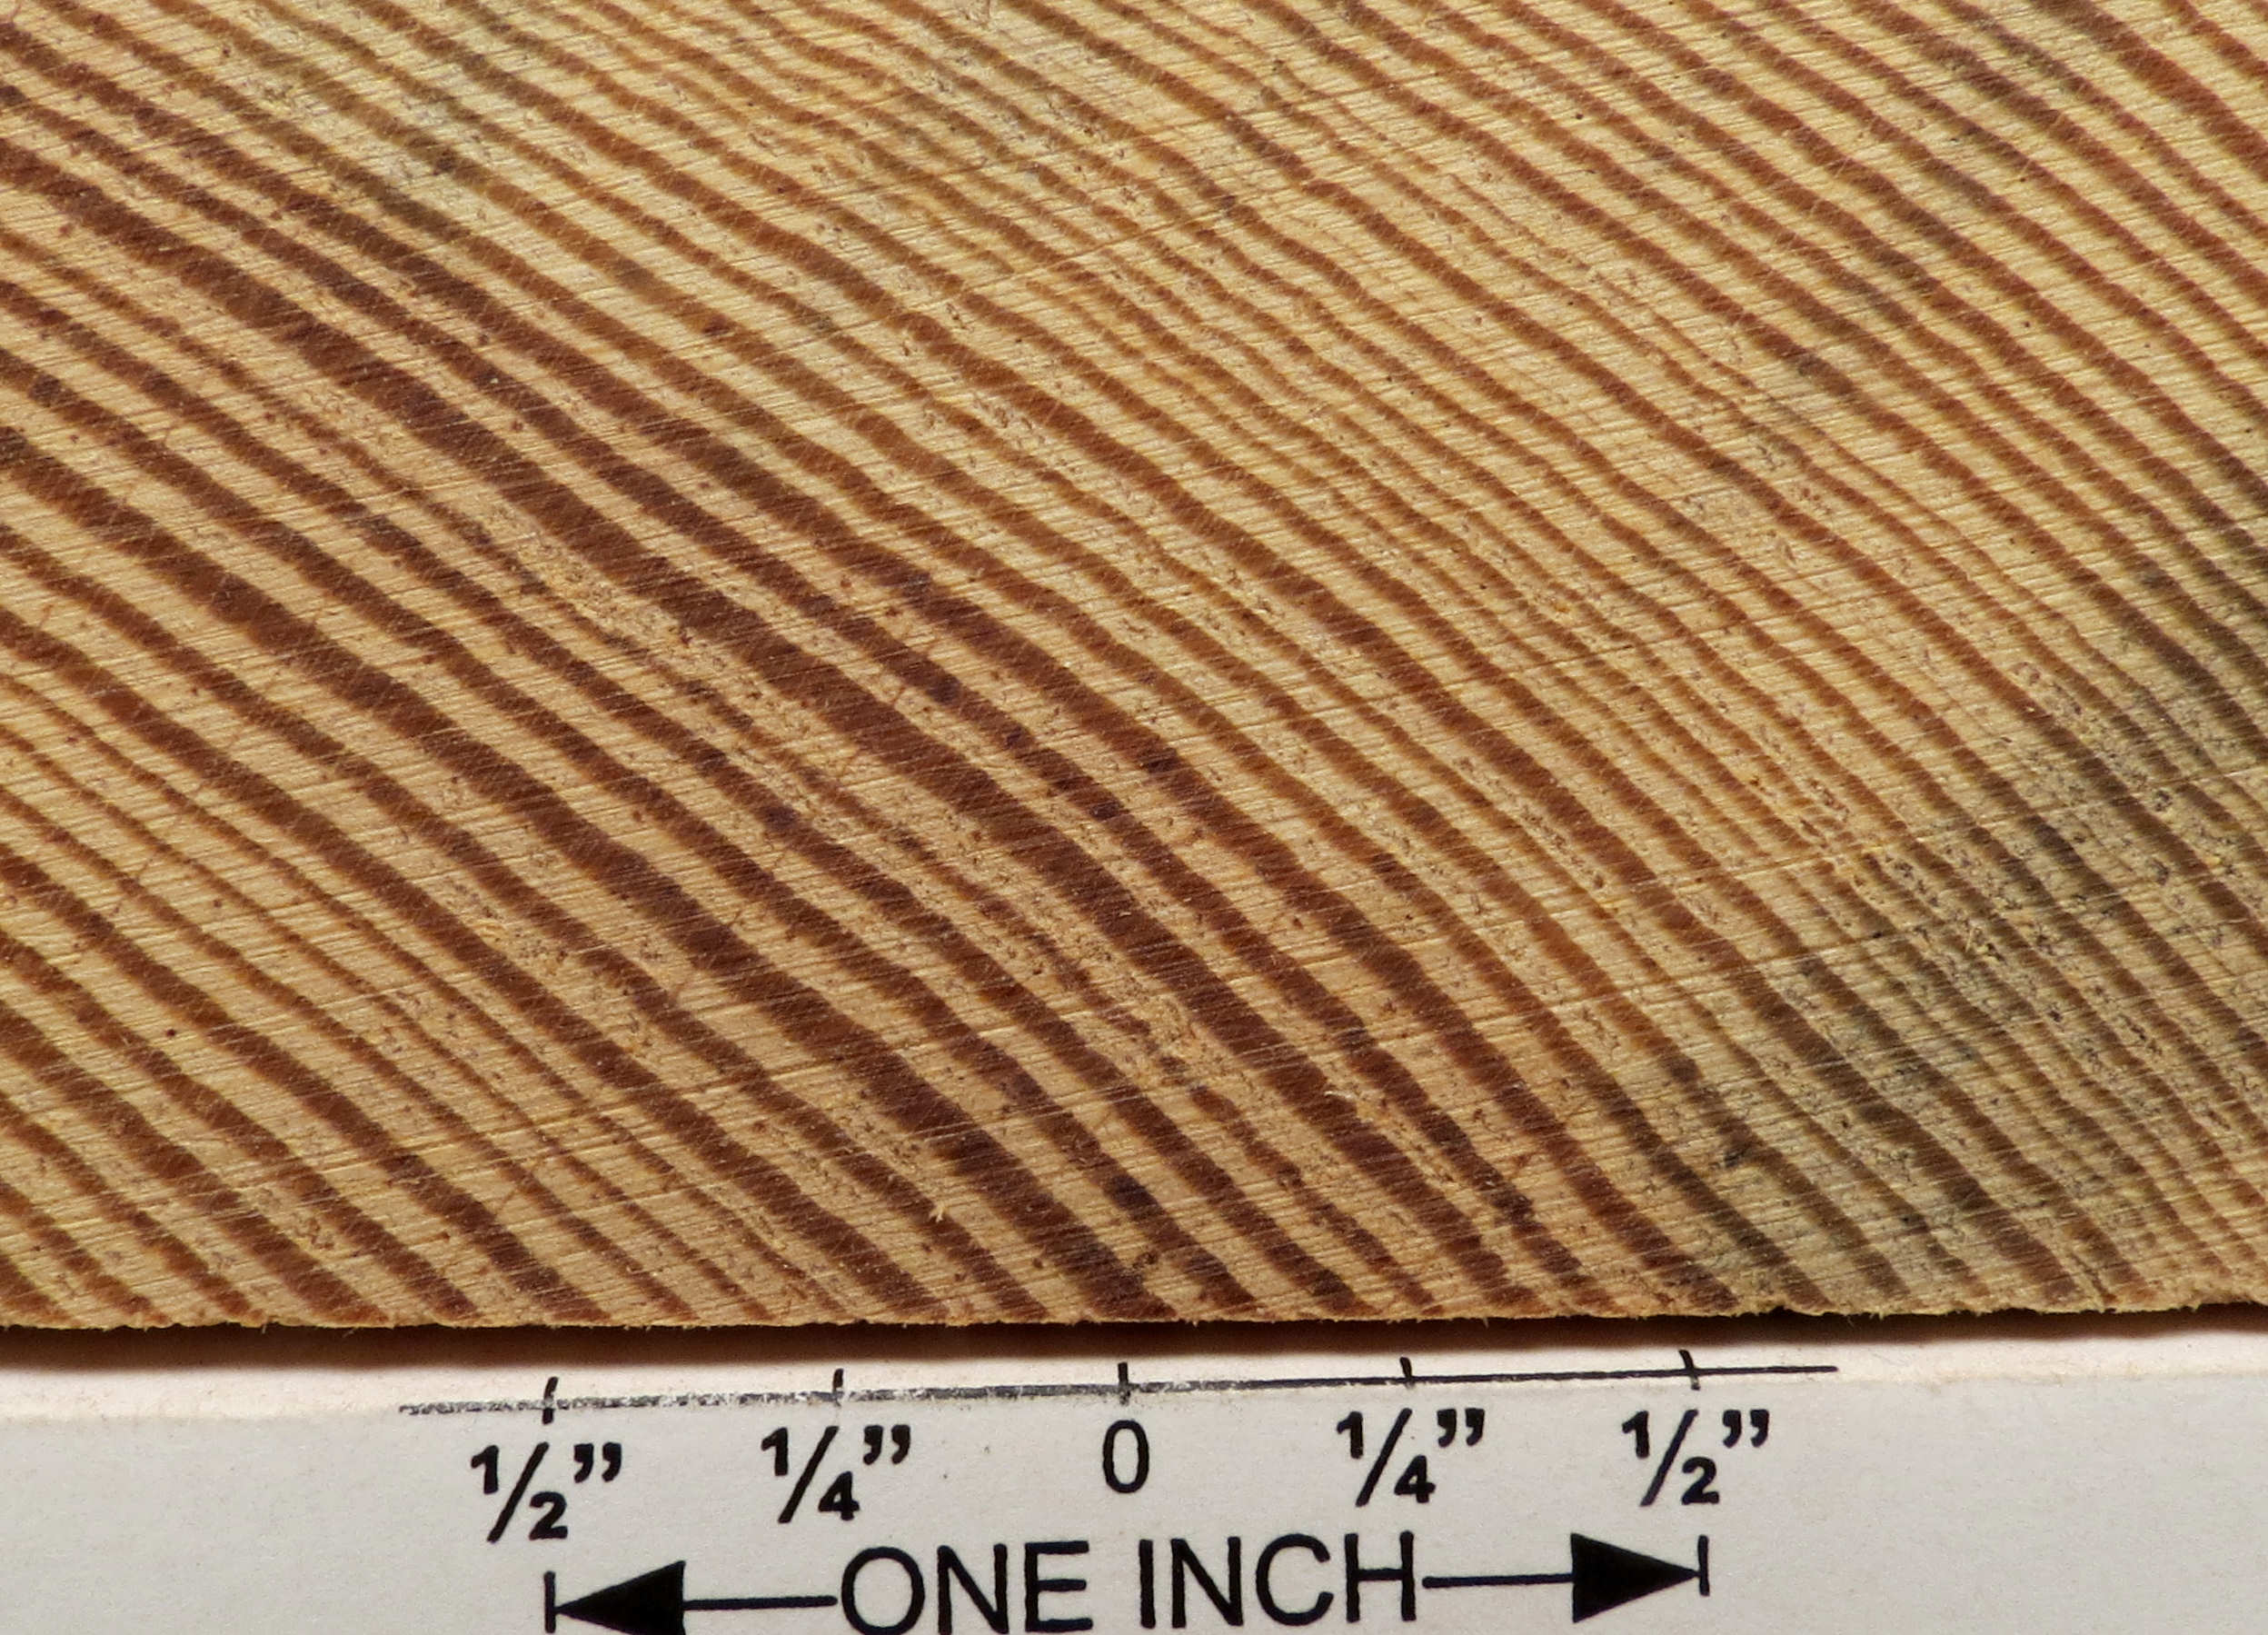 ½” ¼” 0 ¼” ½”
ONE INCH